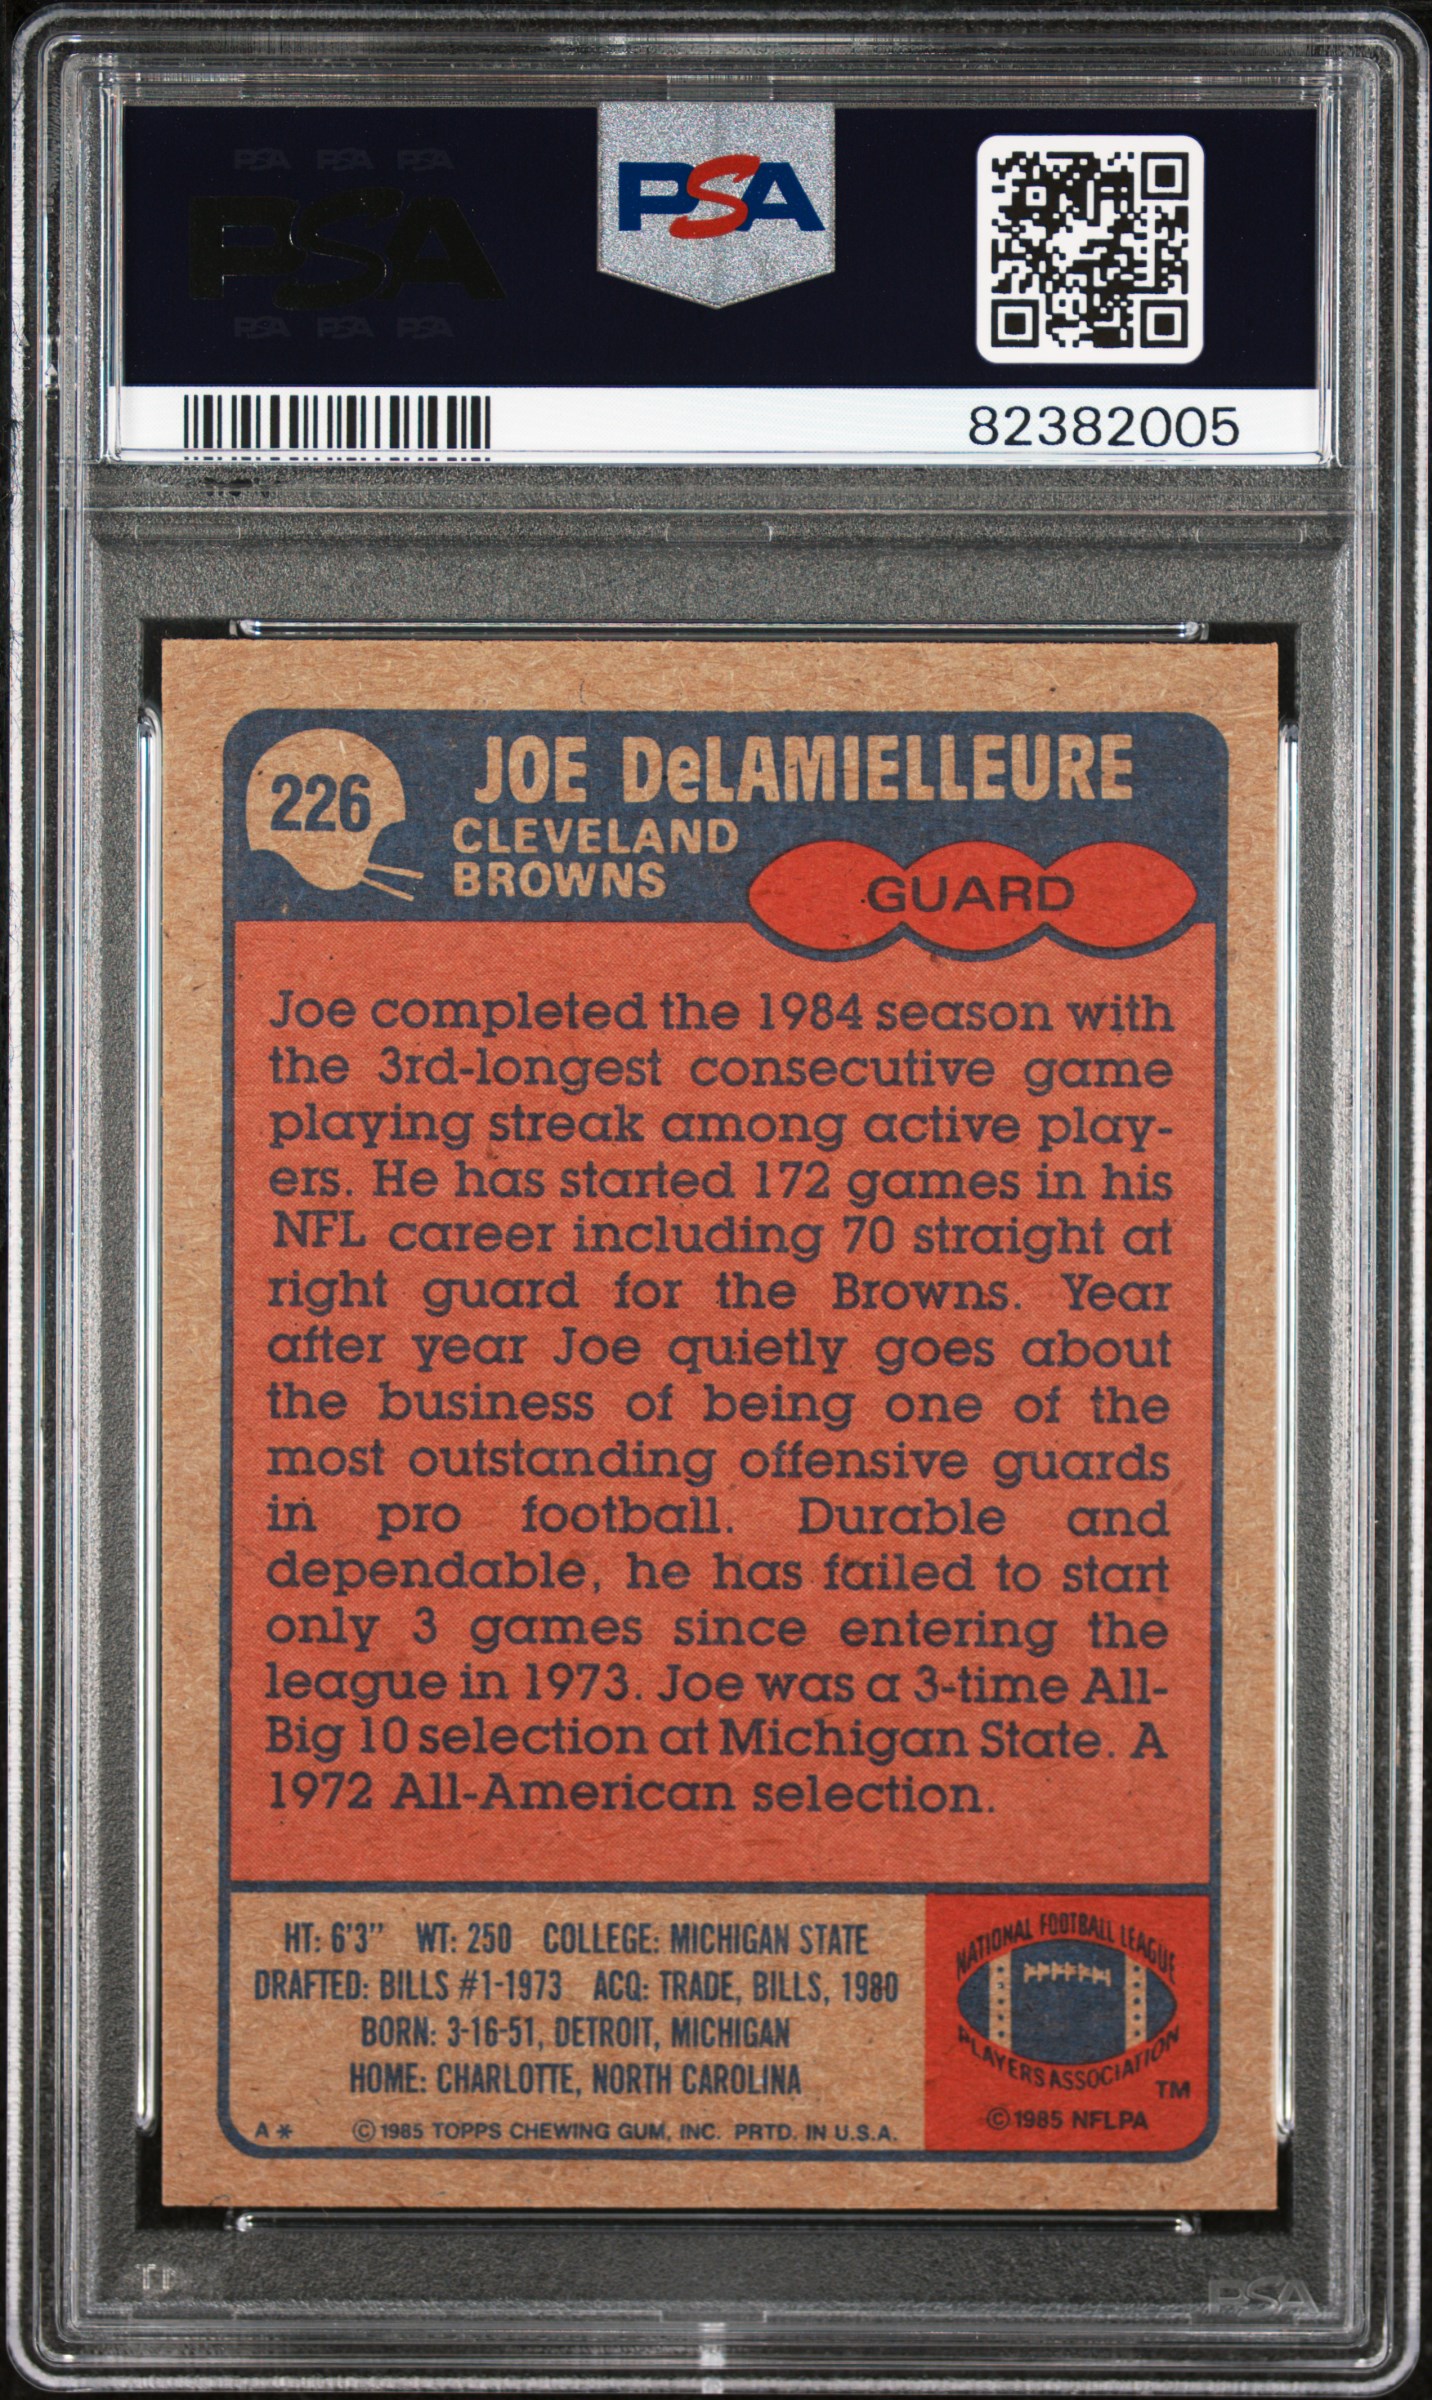 PSA PSA PSA
PSA
PSA PSA PSA
PSA
82382005
226
JOE DeLAMIELLEURE
CLEVELAND
BROWNS
GUARD
Joe completed the 1984 season with
the 3rd-longest consecutive game
playing streak among active play-
ers. He has started 172 games in his
NFL career including 70 straight at
right guard for the Browns. Year
after year Joe quietly goes about
the business of being one of the
most outstanding offensive guards
in pro football. Durable and
dependable, he has failed to start
only 3 games since entering the
league in 1973. Joe was a 3-time All-
Big 10 selection at Michigan State. A
1972 All-American selection.
HT: 6'3" WT: 250 COLLEGE: MICHIGAN STATE
DRAFTED: BILLS #1-1973 ACQ: TRADE, BILLS, 1980
BORN: 3-16-51, DETROIT, MICHIGAN
HOME: CHARLOTTE, NORTH CAROLINA
A* © 1985 TOPPS CHEWING GUM, INC. PRTD. IN U.S.A.
NATIONAL FOOTBALL LEAGUE
PLAYERS ASSOCIATION
TM
© 1985 NFLPA
PSA